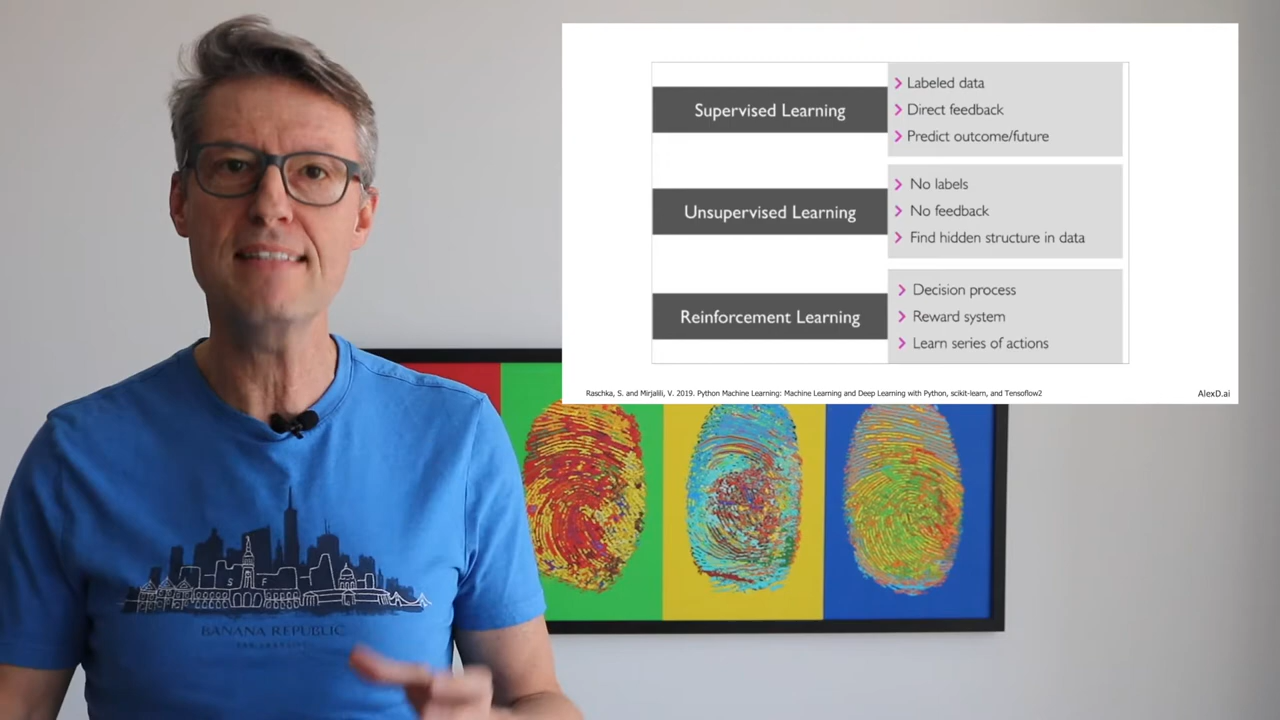 Supervised Learning
Labeled data
Direct feedback
Predict outcome/future
Unsupervised Learning
No labels
No feedback
Find hidden structure in data
Reinforcement Learning
Decision process
Reward system
Learn series of actions
Raschka, S. and Mirjalili, V. 2019. Python Machine Learning: Machine Learning and Deep Learning with Python, scikit-learn, and Tensoflow2
AlexD.ai
S F
BANANA REPUBLIC